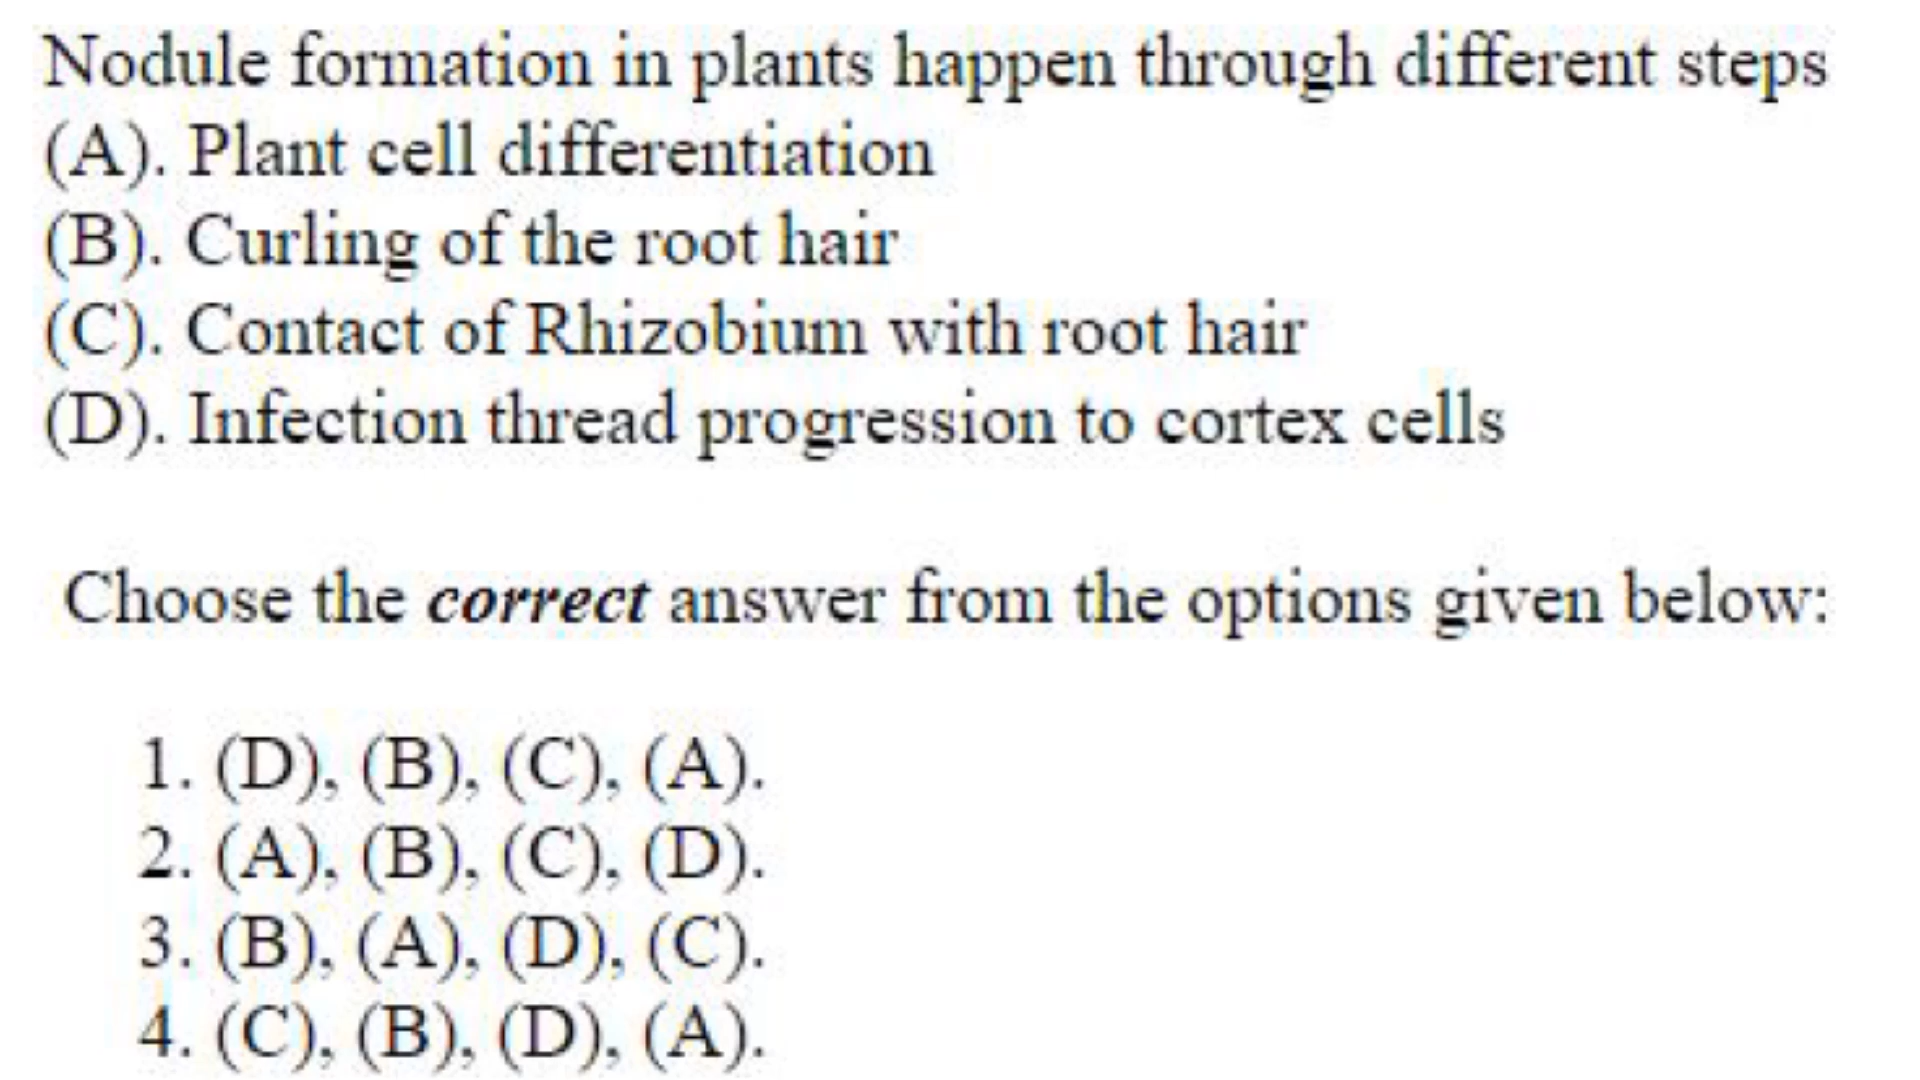 Nodule formation in plants happen through different steps
(A). Plant cell differentiation
(B). Curling of the root hair
(C). Contact of Rhizobium with root hair
(D). Infection thread progression to cortex cells
Choose the correct answer from the options given below:
1. (D), (B), (C), (A).
2. (A), (B), (C), (D).
3. (B), (A), (D), (C).
4. (C), (B), (D), (A).